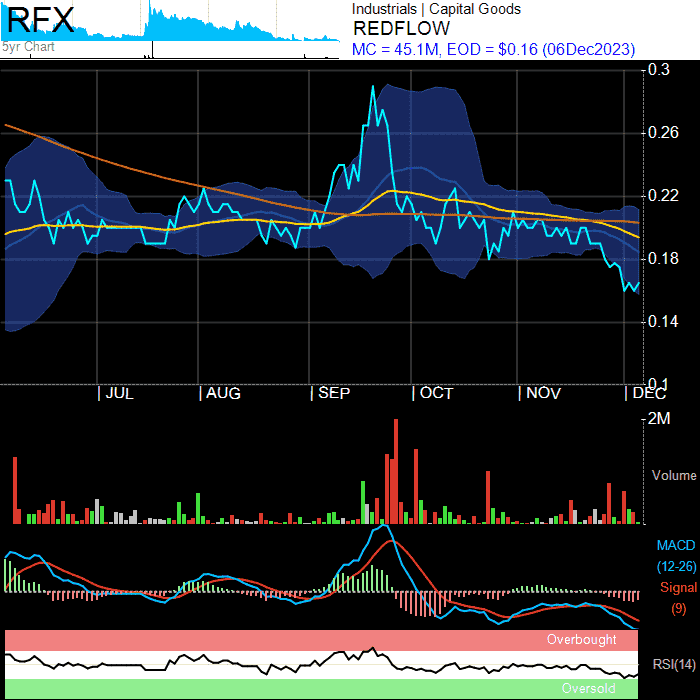 RFX
5yr Chart
Industrials | Capital Goods
REDFLOW
MC = 45.1M, EOD = $0.16 (06Dec2023)
0.3
0.26
0.22
0.18
0.14
0.1
| JUL | AUG | SEP | OCT | NOV | DEC
2M
Volume
MACD
(12-26)
Signal
(9)
Overbought
RSI(14)
Oversold